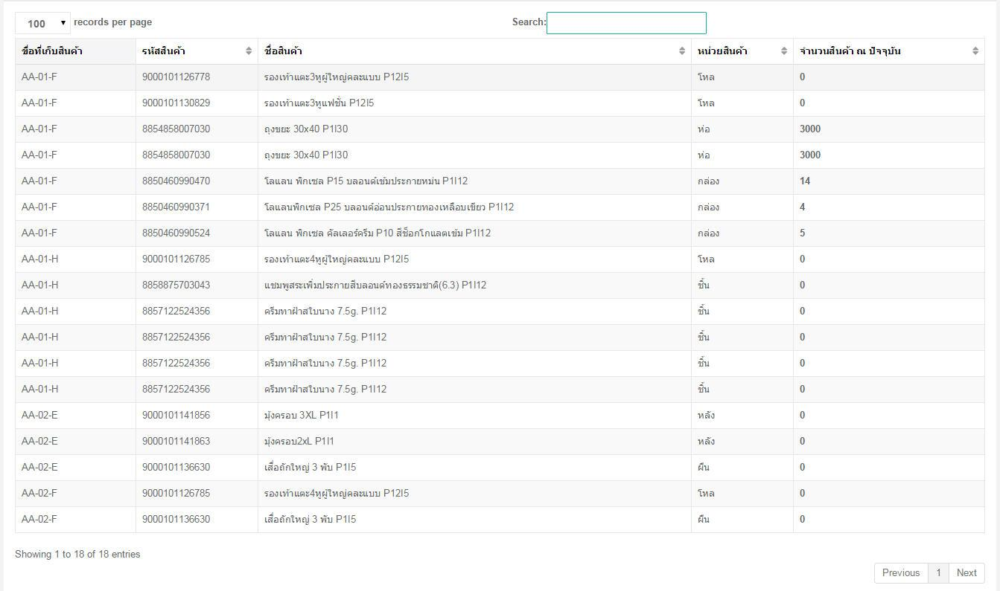 100 records per page Search:
ชื่อที่เก็บสินค้า รหัสสินค้า ชื่อสินค้า หน่วยสินค้า จำนวนสินค้า ณ ปัจจุบัน
AA-01-F 9000101126778 รองเท้าแตะ3หูผู้ใหญ่คละแบบ P12I5 โหล 0
AA-01-F 9000101130829 รองเท้าแตะ3หูแฟชั่น P12I5 โหล 0
AA-01-F 8854858007030 ถุงขยะ 30x40 P1I30 ห่อ 3000
AA-01-F 8854858007030 ถุงขยะ 30x40 P1I30 ห่อ 3000
AA-01-F 8850460990470 โลแลน พิกเซล P15 บลอนด์เข้มประกายหม่น P1I12 กล่อง 14
AA-01-F 8850460990371 โลแลนพิกเซล P25 บลอนด์อ่อนประกายทองเหลือบเขียว P1I12 กล่อง 4
AA-01-F 8850460990524 โลแลน พิกเซล คัลเลอร์ครีม P10 สีช็อกโกแลตเข้ม P1I12 กล่อง 5
AA-01-H 9000101126785 รองเท้าแตะ4หูผู้ใหญ่คละแบบ P12I5 โหล 0
AA-01-H 8858875703043 แชมพูสระเพิ่มประกายสีบลอนด์ทองธรรมชาติ(6.3) P1I12 ชิ้น 0
AA-01-H 8857122524356 ครีมทาฝ้าสไบนาง 7.5g. P1I12 ชิ้น 0
AA-01-H 8857122524356 ครีมทาฝ้าสไบนาง 7.5g. P1I12 ชิ้น 0
AA-01-H 8857122524356 ครีมทาฝ้าสไบนาง 7.5g. P1I12 ชิ้น 0
AA-01-H 8857122524356 ครีมทาฝ้าสไบนาง 7.5g. P1I12 ชิ้น 0
AA-02-E 9000101141856 มุ้งครอบ 3XL P1I1 หลัง 0
AA-02-E 9000101141863 มุ้งครอบ2xL P1I1 หลัง 0
AA-02-E 9000101136630 เสื่อถักใหญ่ 3 พับ P1I5 ผืน 0
AA-02-F 9000101126785 รองเท้าแตะ4หูผู้ใหญ่คละแบบ P12I5 โหล 0
AA-02-F 9000101136630 เสื่อถักใหญ่ 3 พับ P1I5 ผืน 0
Showing 1 to 18 of 18 entries
Previous 1 Next